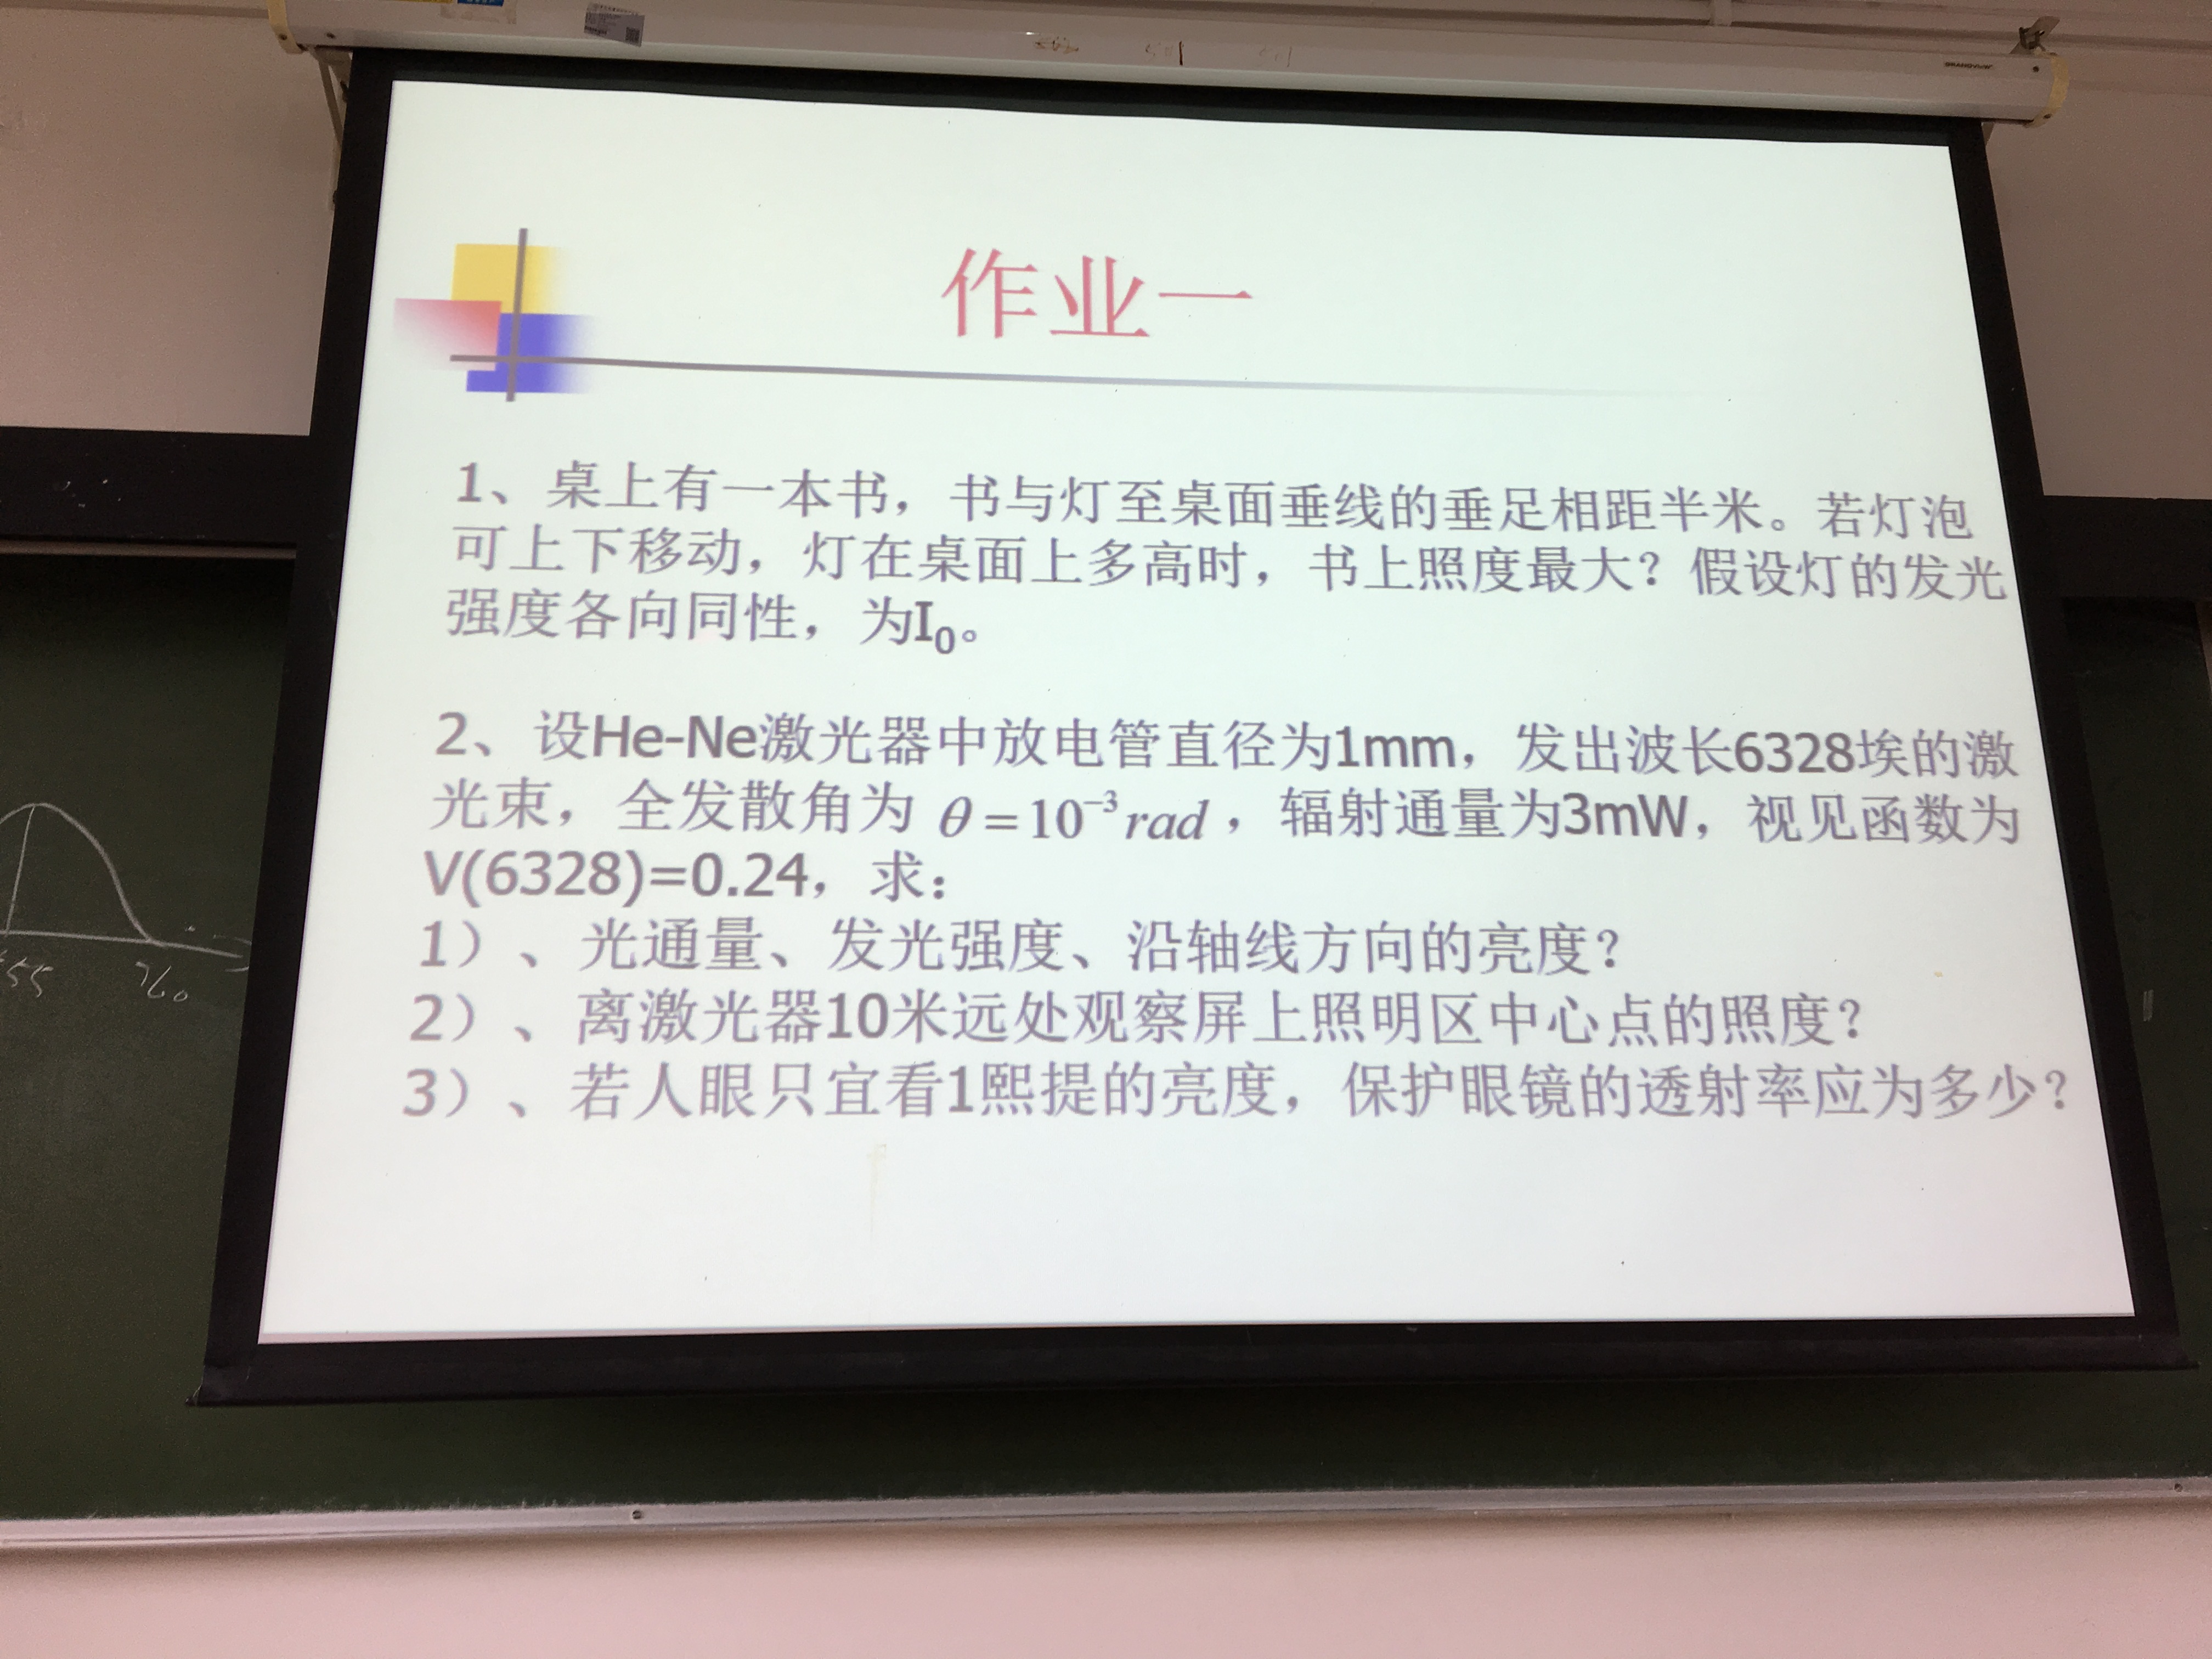 作业一
1、桌上有一本书，书与灯至桌面垂线的垂足相距半米。若灯泡
可上下移动，灯在桌面上多高时，书上照度最大？假设灯的发光
强度各向同性，为I₀。
2、设He-Ne激光器中放电管直径为1mm，发出波长6328埃的激
光束，全发散角为 θ=10⁻³rad，辐射通量为3mW，视见函数为
V(6328)=0.24，求：
1）、光通量、发光强度、沿轴线方向的亮度？
2）、离激光器10米远处观察屏上照明区中心点的照度？
3）、若人眼只宜看1熙提的亮度，保护眼镜的透射率应为多少？
55
760